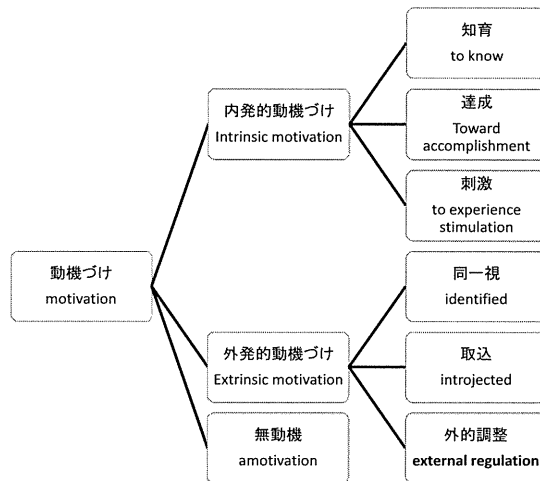 知育
to know
内発的動機づけ
Intrinsic motivation
達成
Toward
accomplishment
刺激
to experience
stimulation
動機づけ
motivation
同一視
identified
外発的動機づけ
Extrinsic motivation
取込
introjected
無動機
amotivation
外的調整
external regulation